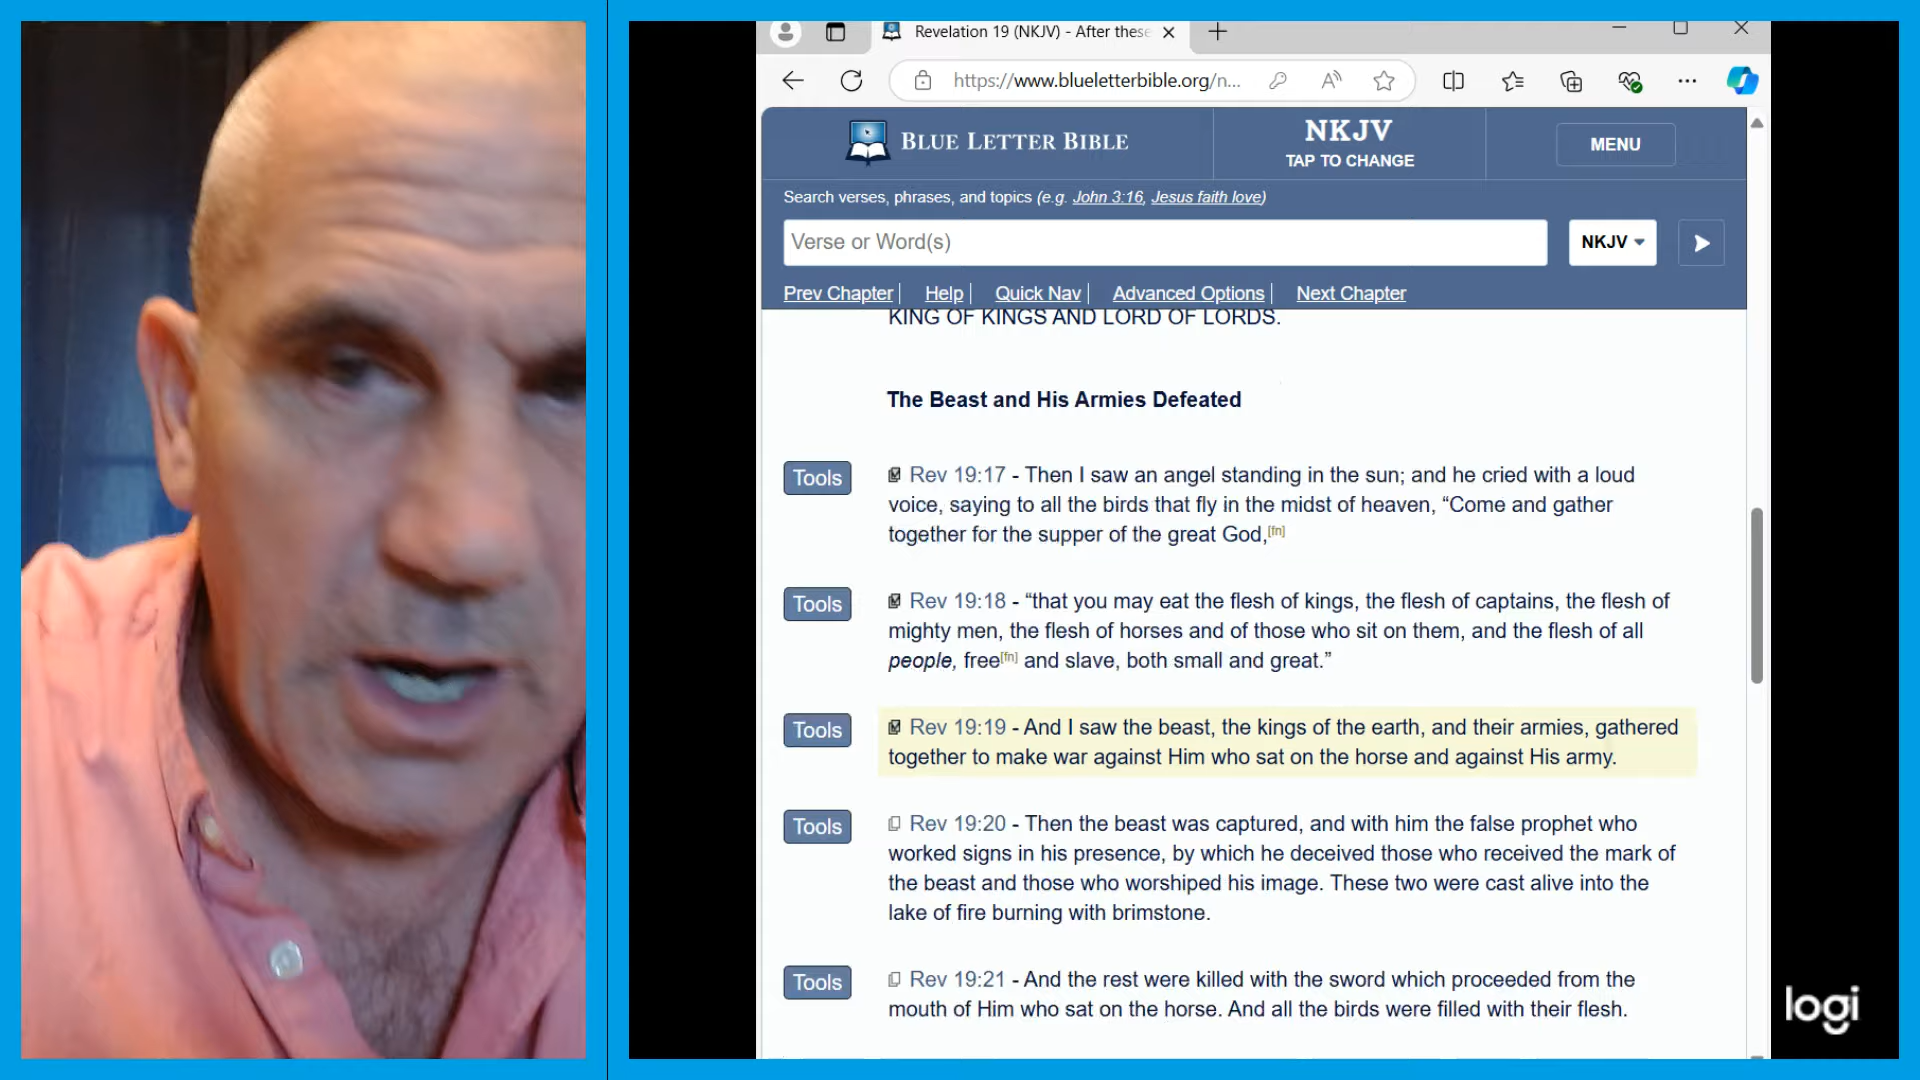 Revelation 19 (NKJV) - After these
https://www.blueletterbible.org/n...
BLUE LETTER BIBLE
NKJV
TAP TO CHANGE
MENU
Search verses, phrases, and topics (e.g. John 3:16, Jesus faith love)
Verse or Word(s)
NKJV
Prev Chapter| Help| Quick Nav| Advanced Options| Next Chapter
KING OF KINGS AND LORD OF LORDS.
The Beast and His Armies Defeated
Tools
Rev 19:17 - Then I saw an angel standing in the sun; and he cried with a loud
voice, saying to all the birds that fly in the midst of heaven, “Come and gather
together for the supper of the great God,[fn]
Tools
Rev 19:18 - “that you may eat the flesh of kings, the flesh of captains, the flesh of
mighty men, the flesh of horses and of those who sit on them, and the flesh of all
people, free[fn] and slave, both small and great.”
Tools
Rev 19:19 - And I saw the beast, the kings of the earth, and their armies, gathered
together to make war against Him who sat on the horse and against His army.
Tools
Rev 19:20 - Then the beast was captured, and with him the false prophet who
worked signs in his presence, by which he deceived those who received the mark of
the beast and those who worshiped his image. These two were cast alive into the
lake of fire burning with brimstone.
Tools
Rev 19:21 - And the rest were killed with the sword which proceeded from the
mouth of Him who sat on the horse. And all the birds were filled with their flesh.
logi